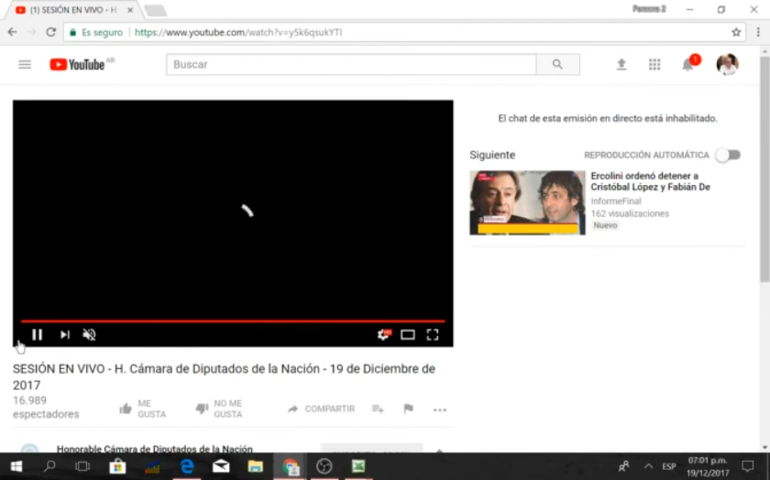 (1) SESIÓN EN VIVO - H
Persona 2
Es seguro
https://www.youtube.com/watch?v=y5k6qsukYTI
YouTube AR
Buscar
1
El chat de esta emisión en directo está inhabilitado.
Siguiente
REPRODUCCIÓN AUTOMÁTICA
Ercolini ordenó detener a
Cristóbal López y Fabián De
InformeFinal
162 visualizaciones
Nuevo
SESIÓN EN VIVO - H. Cámara de Diputados de la Nación - 19 de Diciembre de
2017
16.989
espectadores
ME
GUSTA
NO ME
GUSTA
COMPARTIR
Honorable Cámara de Diputados de la Nación
ESP
07:01 p.m.
19/12/2017